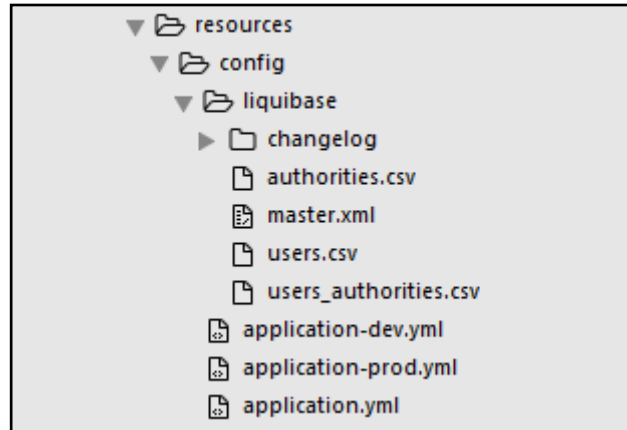 resources
config
liquibase
changelog
authorities.csv
master.xml
users.csv
users_authorities.csv
application-dev.yml
application-prod.yml
application.yml